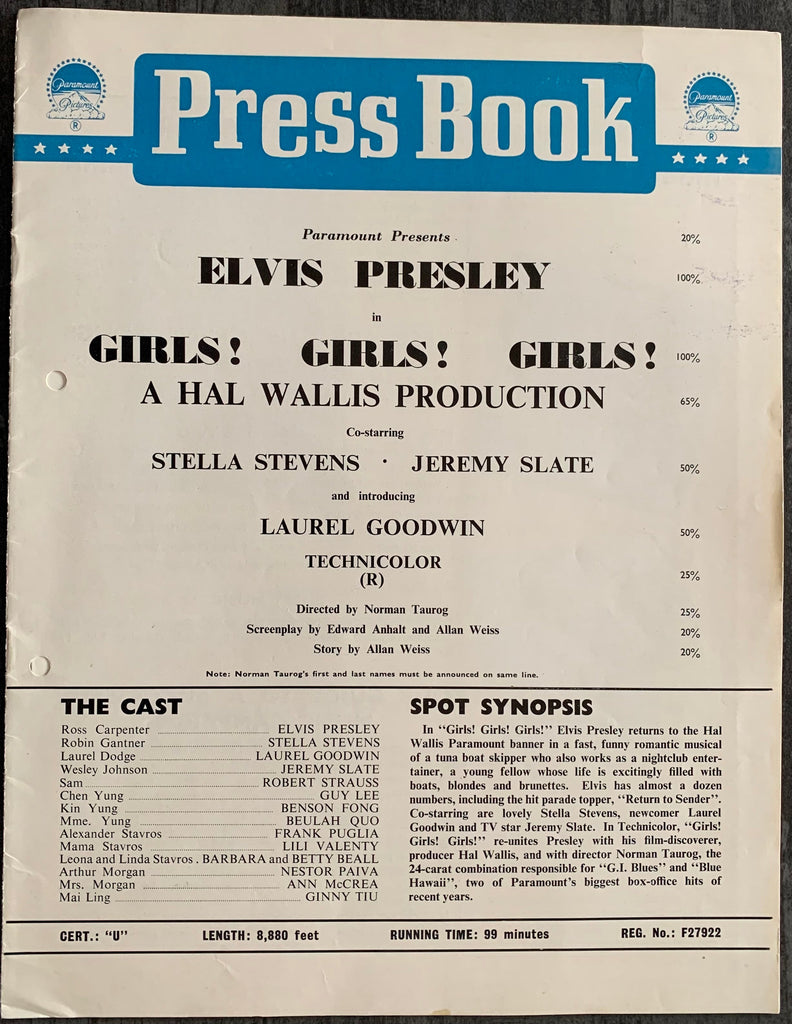 Paramount Pictures ®
Press Book
Paramount Pictures ®
Paramount Presents 20%
ELVIS PRESLEY 100%
in
GIRLS! GIRLS! GIRLS! 100%
A HAL WALLIS PRODUCTION 65%
Co-starring
STELLA STEVENS · JEREMY SLATE 50%
and introducing
LAUREL GOODWIN 50%
TECHNICOLOR
(R) 25%
Directed by Norman Taurog 25%
Screenplay by Edward Anhalt and Allan Weiss 20%
Story by Allan Weiss 20%
Note: Norman Taurog's first and last names must be announced on same line.
THE CAST
Ross Carpenter ELVIS PRESLEY
Robin Gantner STELLA STEVENS
Laurel Dodge LAUREL GOODWIN
Wesley Johnson JEREMY SLATE
Sam ROBERT STRAUSS
Chen Yung GUY LEE
Kin Yung BENSON FONG
Mme. Yung BEULAH QUO
Alexander Stavros FRANK PUGLIA
Mama Stavros LILI VALENTY
Leona and Linda Stavros . BARBARA and BETTY BEALL
Arthur Morgan NESTOR PAIVA
Mrs. Morgan ANN McCREA
Mai Ling GINNY TIU
SPOT SYNOPSIS
In "Girls! Girls! Girls!" Elvis Presley returns to the Hal
Wallis Paramount banner in a fast, funny romantic musical
of a tuna boat skipper who also works as a nightclub enter-
tainer, a young fellow whose life is excitingly filled with
boats, blondes and brunettes. Elvis has almost a dozen
numbers, including the hit parade topper, "Return to Sender".
Co-starring are lovely Stella Stevens, newcomer Laurel
Goodwin and TV star Jeremy Slate. In Technicolor, "Girls!
Girls! Girls!" re-unites Presley with his film-discoverer,
producer Hal Wallis, and with director Norman Taurog, the
24-carat combination responsible for "G.I. Blues" and "Blue
Hawaii", two of Paramount's biggest box-office hits of
recent years.
CERT.: "U" LENGTH: 8,880 feet RUNNING TIME: 99 minutes REG. No.: F27922